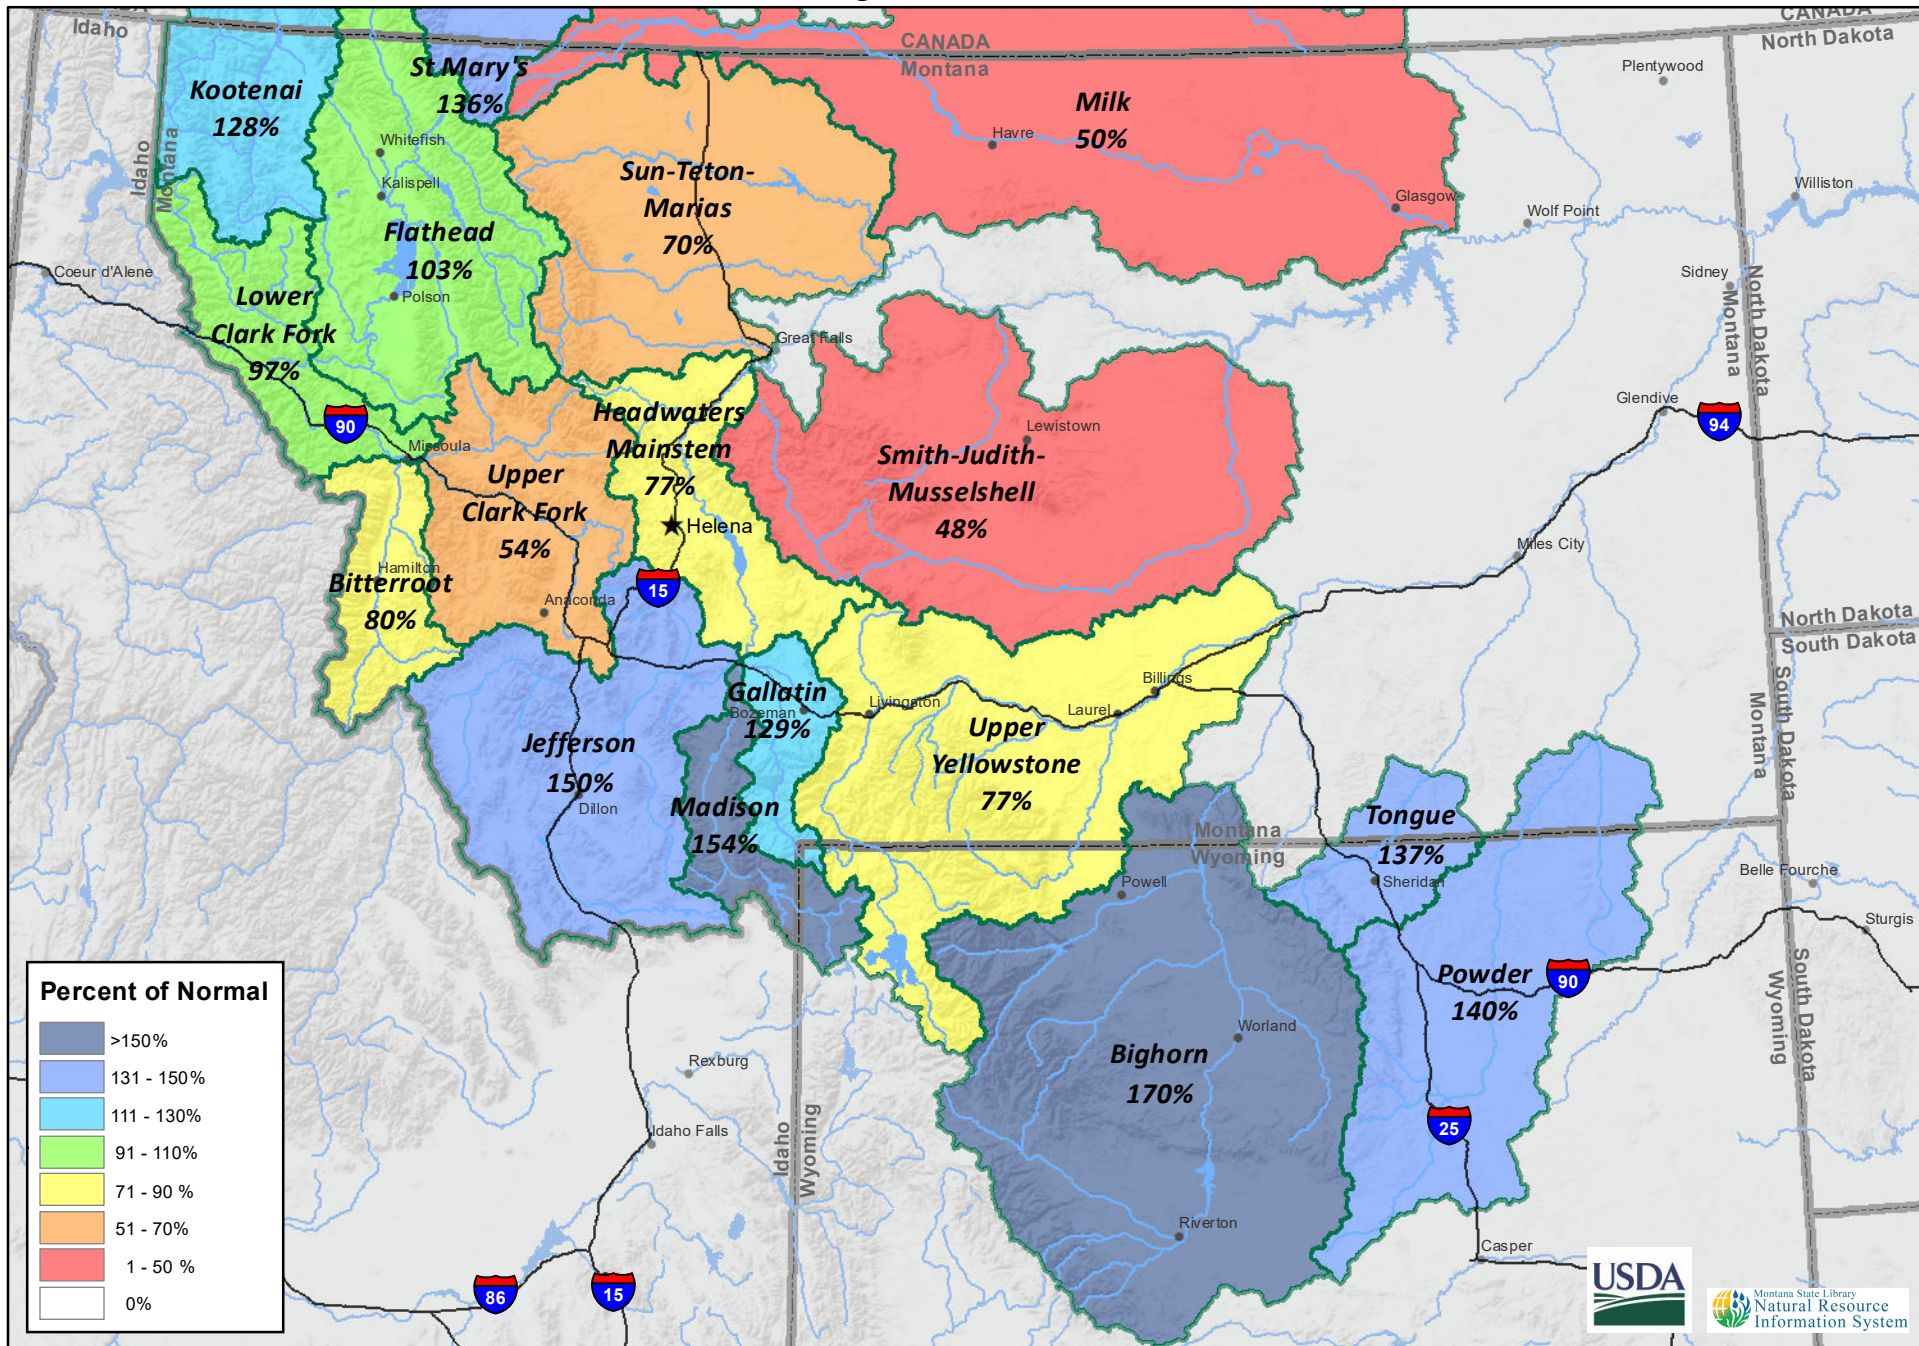 Idaho
CANADA
North Dakota
CANADA
Montana
Kootenai
128%
St Mary's
136%
Milk
50%
Plentywood
Havre
Whitefish
Kalispell
Idaho
Montana
Sun-Teton-
Marias
70%
Glasgow
Wolf Point
Williston
Flathead
103%
Coeur d'Alene
Polson
Lower
Clark Fork
97%
Sidney
North Dakota
Montana
Great Falls
Headwaters
Mainstem
77%
90
Missoula
Lewistown
Smith-Judith-
Musselshell
48%
Glendive
94
Upper
Clark Fork
54%
Helena
Miles City
Hamilton
Bitterroot
80%
Anaconda
15
North Dakota
South Dakota
Gallatin
129%
Bozeman
Livingston
Laurel
Billings
Upper
Yellowstone
77%
Jefferson
150%
Dillon
Madison
154%
South Dakota
Montana
Tongue
137%
Montana
Wyoming
Sheridan
Powell
Belle Fourche
Sturgis
Powder
140%
90
South Dakota
Wyoming
Worland
Bighorn
170%
Rexburg
Idaho Falls
Idaho
Wyoming
25
Riverton
Casper
86
15
Percent of Normal
>150%
131 - 150%
111 - 130%
91 - 110%
71 - 90 %
51 - 70%
1 - 50 %
0%
USDA
Montana State Library
Natural Resource
Information System